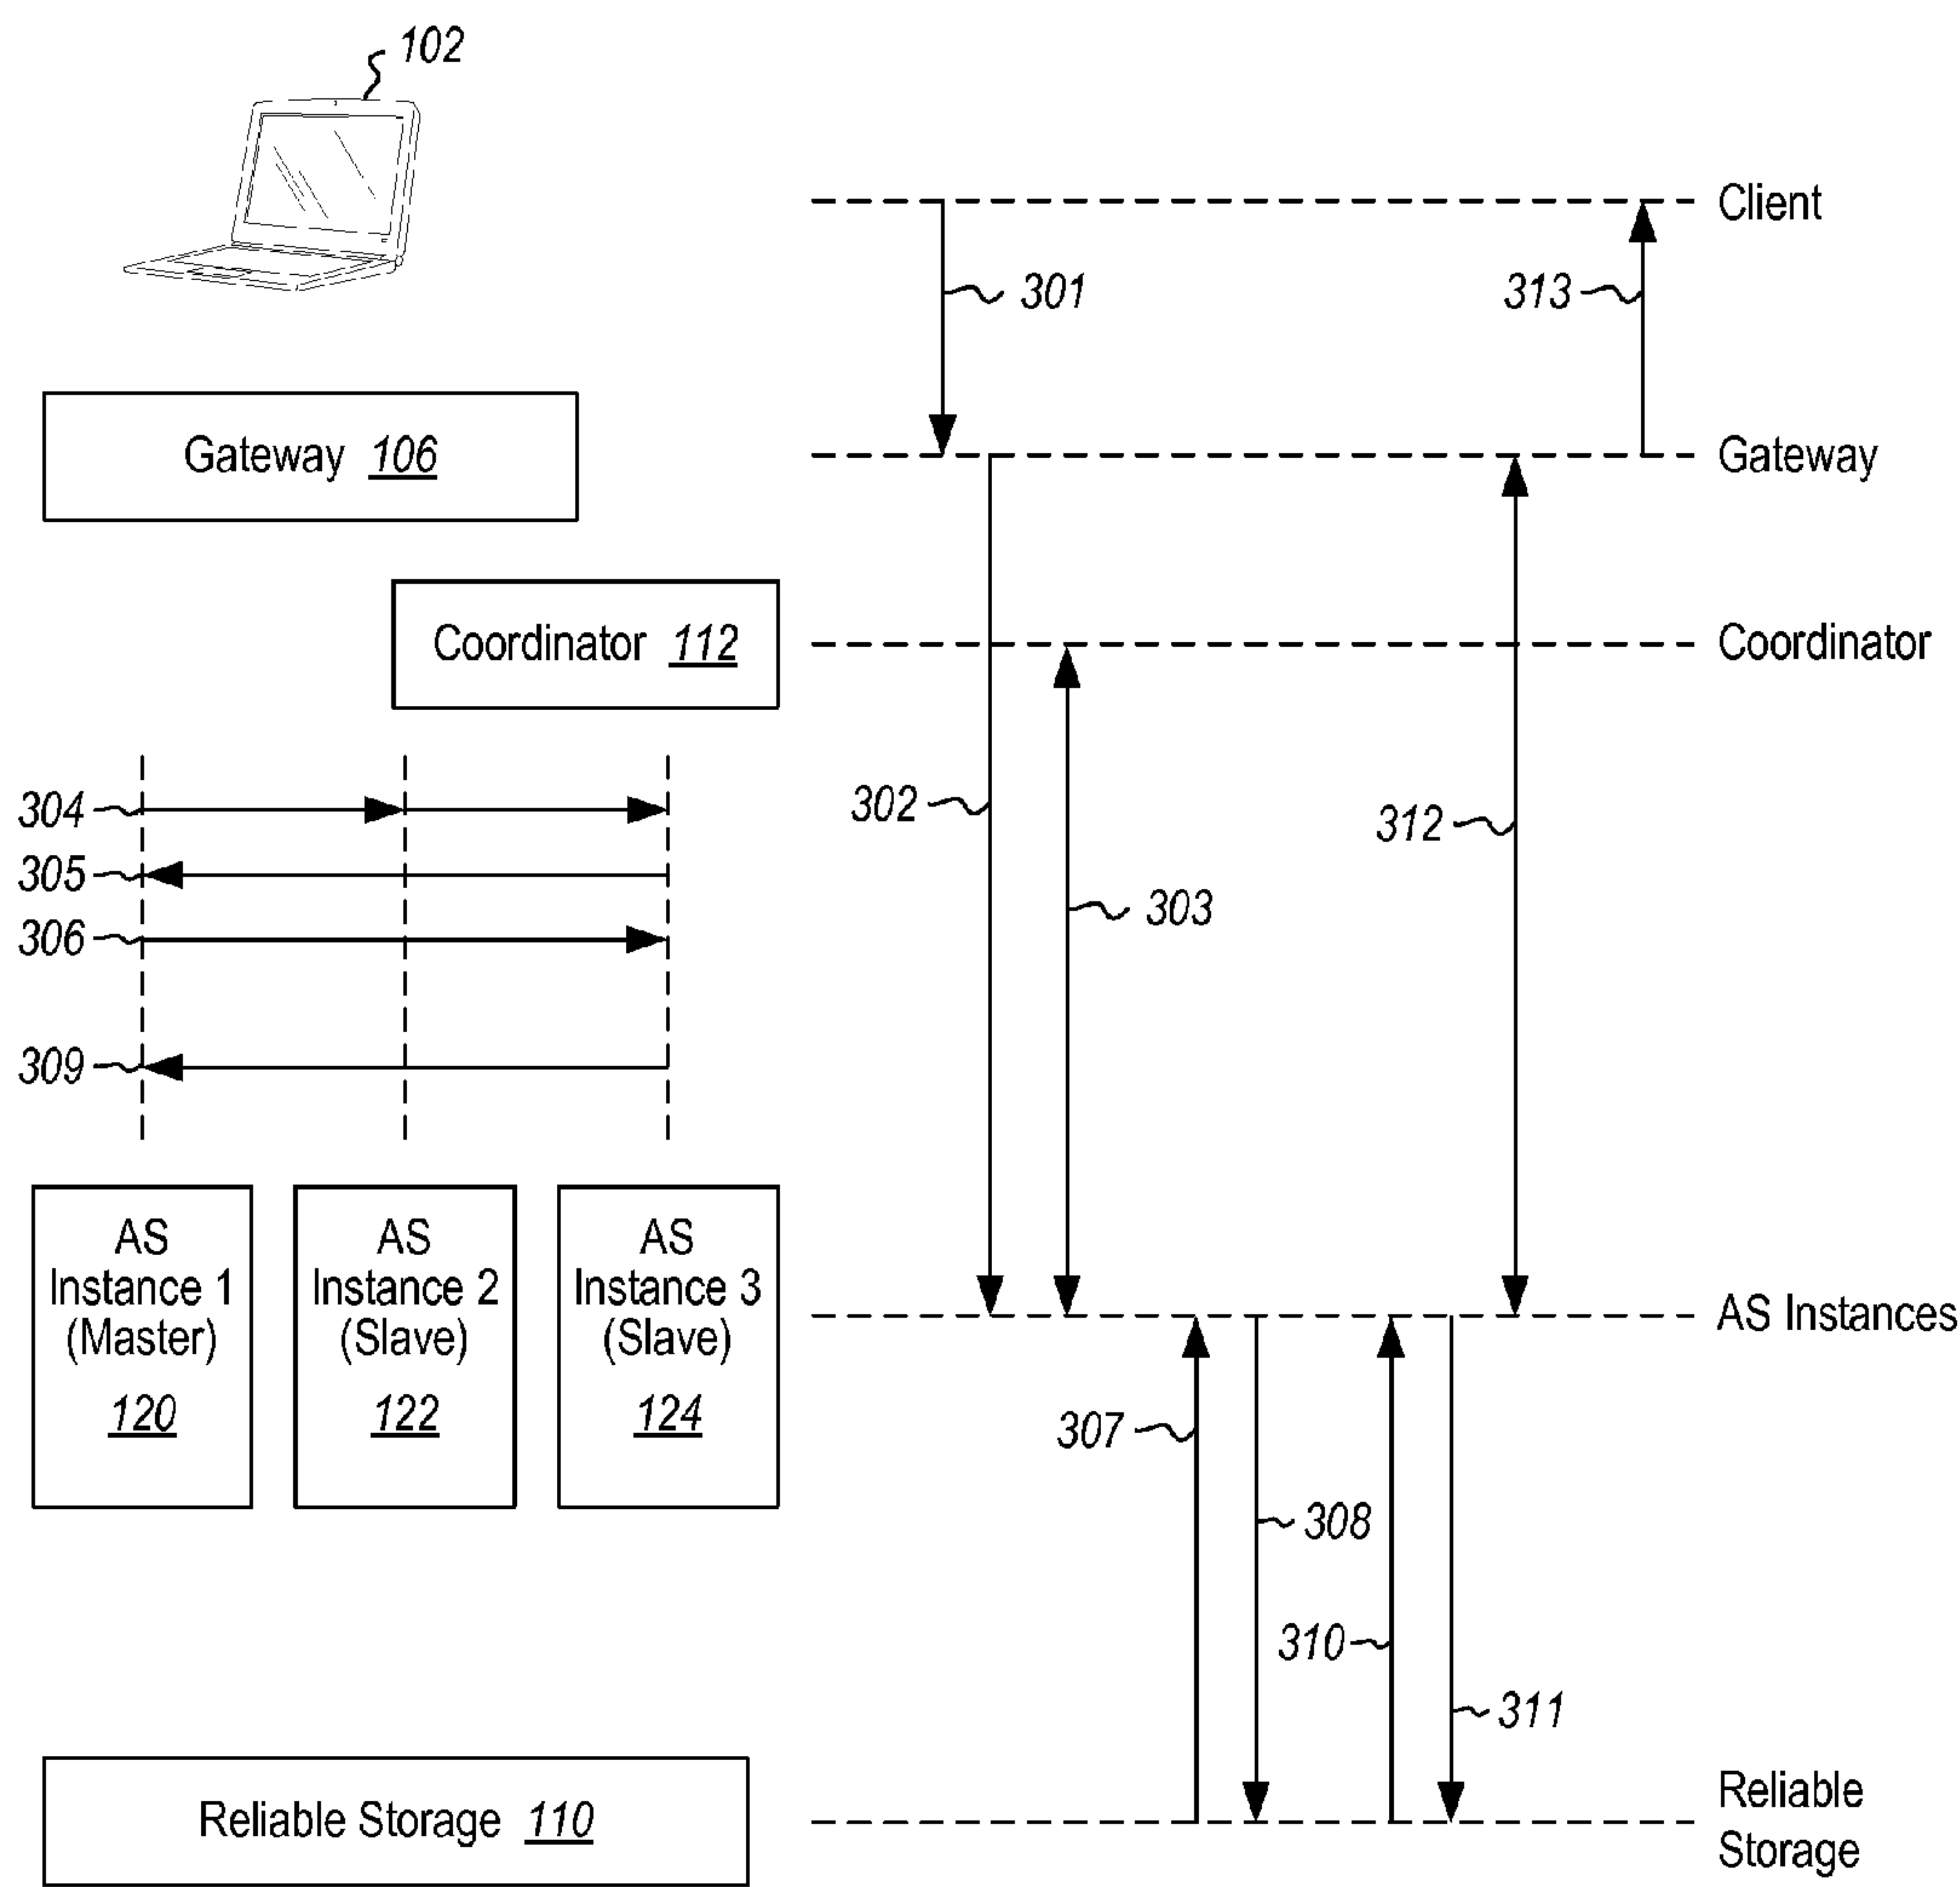 102
Client
301
313
Gateway 106
Gateway
Coordinator 112
Coordinator
304
302
312
305
303
306
309
AS
Instance 1
(Master)
120
AS
Instance 2
(Slave)
122
AS
Instance 3
(Slave)
124
AS Instances
307
308
310
311
Reliable Storage 110
Reliable
Storage